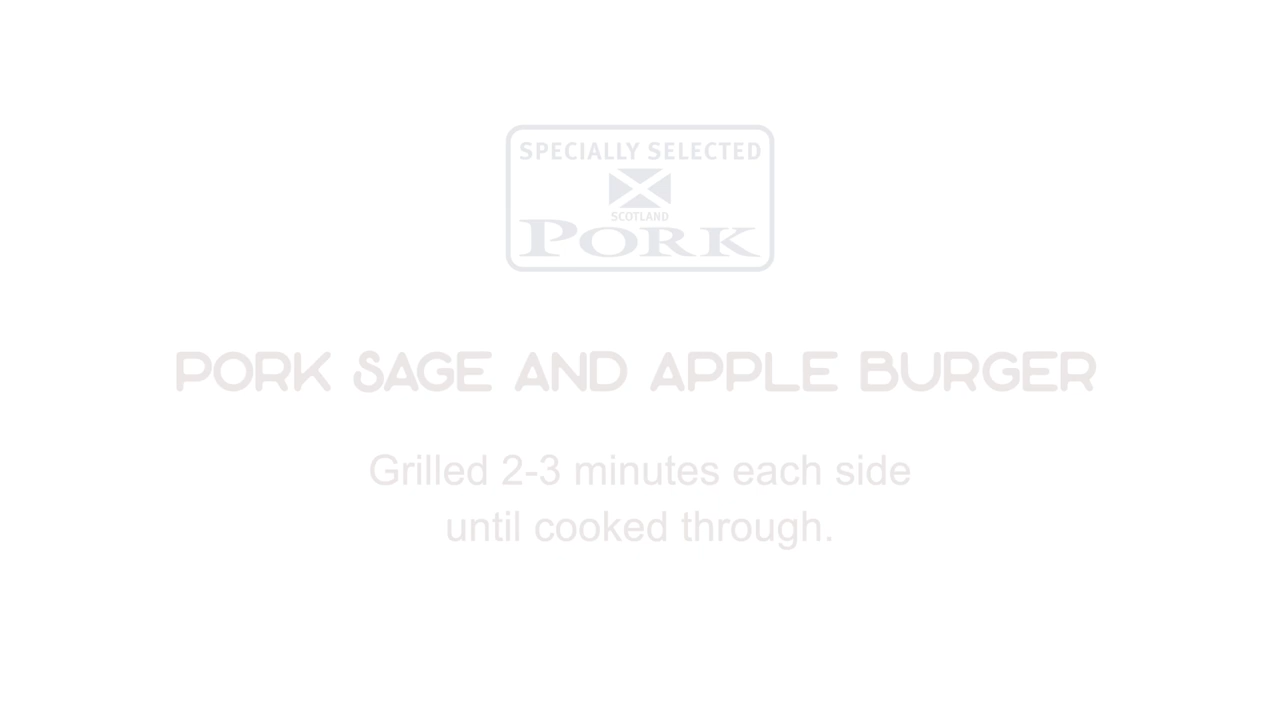 SPECIALLY SELECTED
SCOTLAND
PORK
PORK SAGE AND APPLE BURGER
Grilled 2-3 minutes each side
until cooked through.